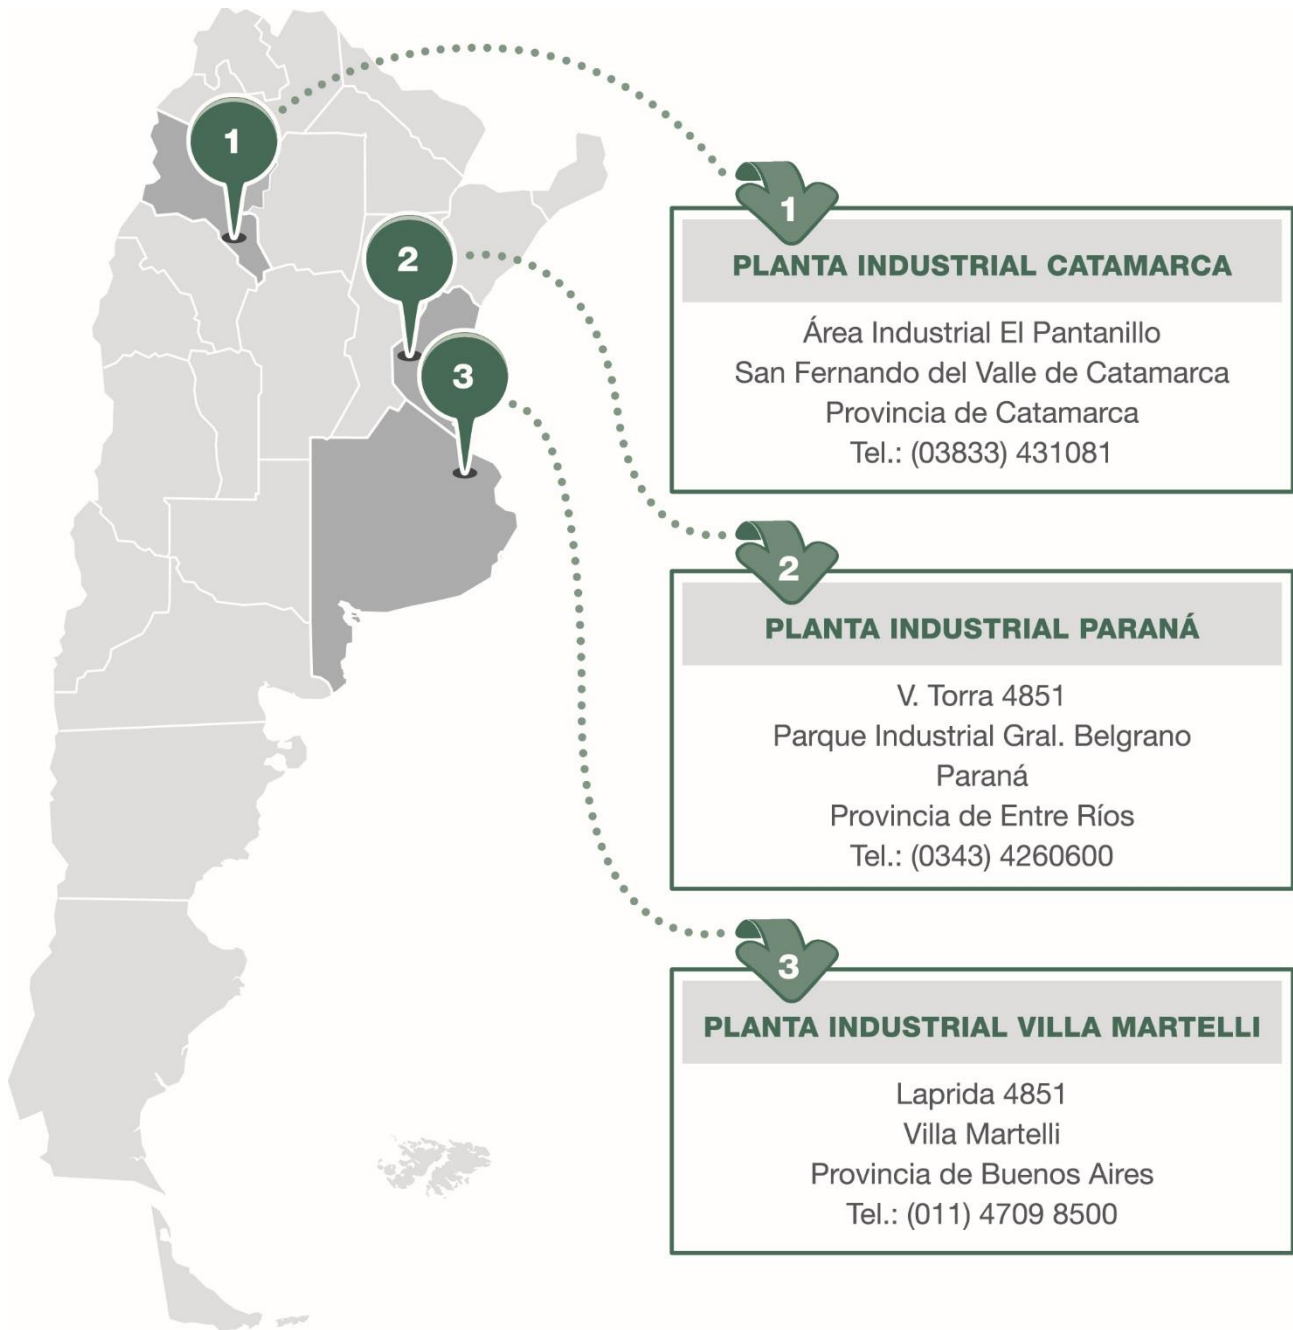 1
2
3
1
PLANTA INDUSTRIAL CATAMARCA
Área Industrial El Pantanillo
San Fernando del Valle de Catamarca
Provincia de Catamarca
Tel.: (03833) 431081
2
PLANTA INDUSTRIAL PARANÁ
V. Torra 4851
Parque Industrial Gral. Belgrano
Paraná
Provincia de Entre Ríos
Tel.: (0343) 4260600
3
PLANTA INDUSTRIAL VILLA MARTELLI
Laprida 4851
Villa Martelli
Provincia de Buenos Aires
Tel.: (011) 4709 8500